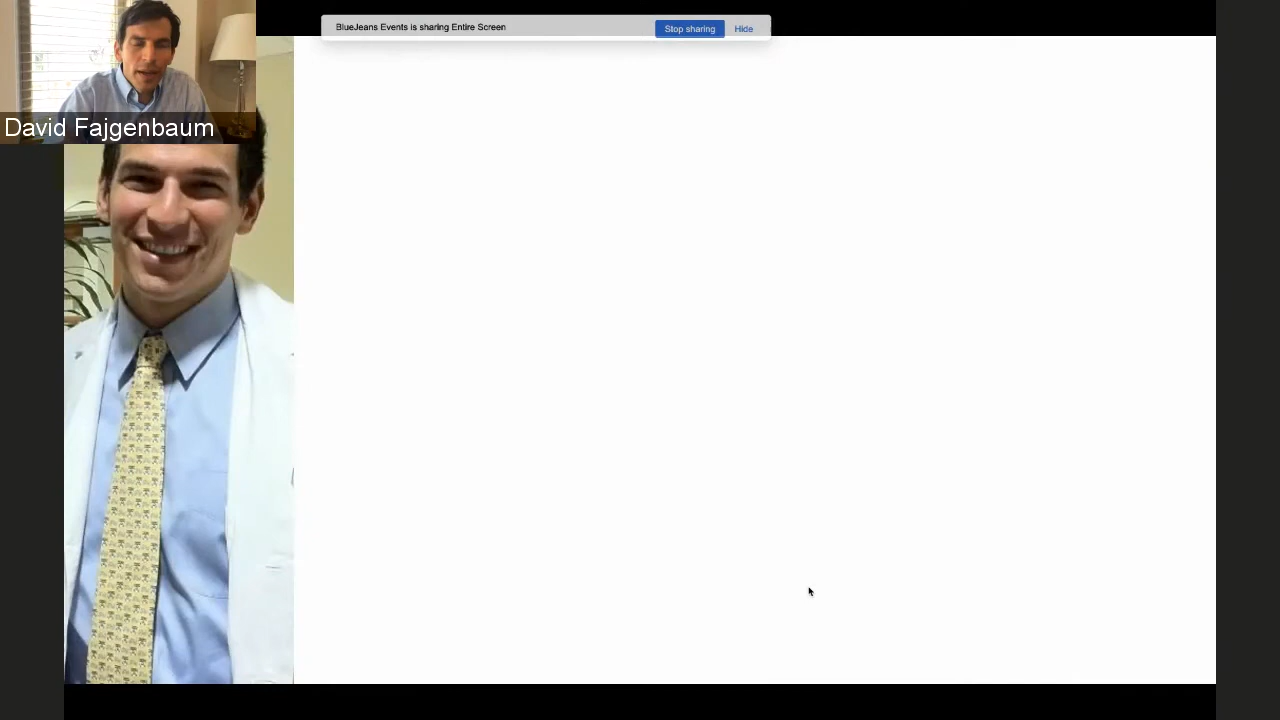 BlueJeans Events is sharing Entire Screen
Stop sharing
Hide
David Fajgenbaum